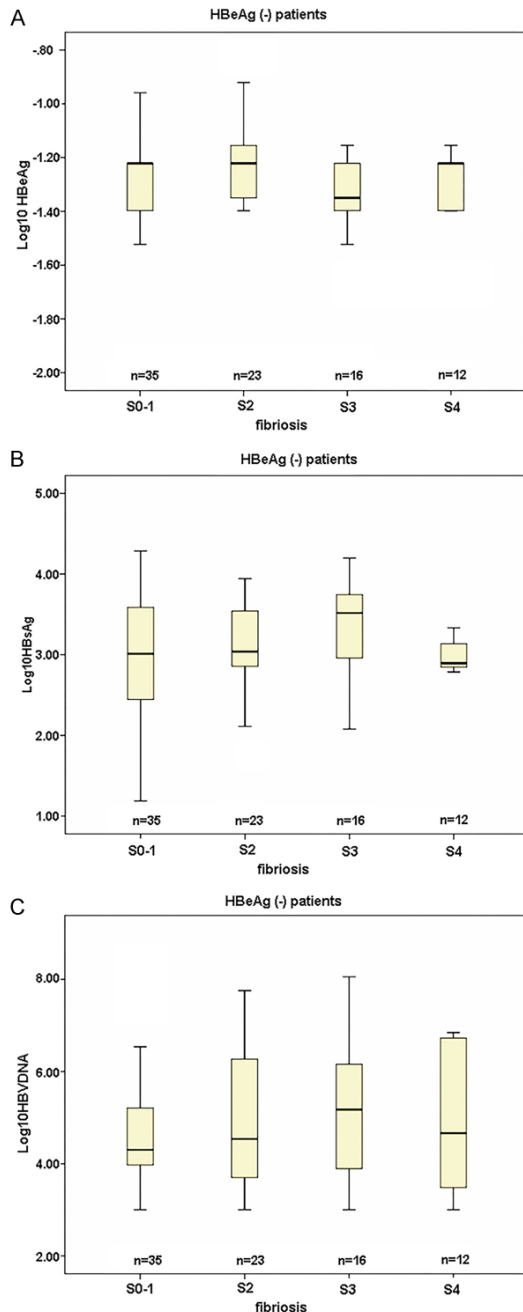 A
HBeAg (-) patients
-.80
-1.00
-1.20
-1.40
-1.60
-1.80
-2.00
Log10 HBeAg
n=35 n=23 n=16 n=12
S0-1 S2 S3 S4
fibriosis
B
HBeAg (-) patients
5.00
4.00
3.00
2.00
1.00
Log10HBsAg
n=35 n=23 n=16 n=12
S0-1 S2 S3 S4
fibriosis
C
HBeAg (-) patients
8.00
6.00
4.00
2.00
Log10HBVDNA
n=35 n=23 n=16 n=12
S0-1 S2 S3 S4
fibriosis